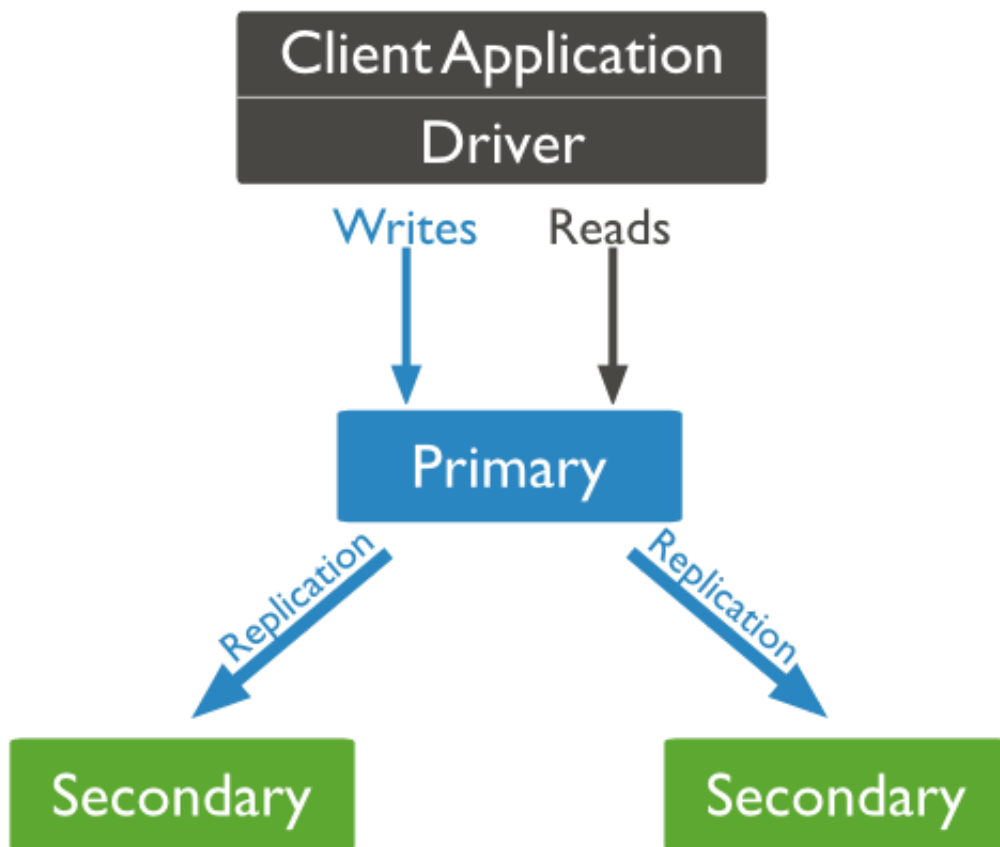 Client Application
Driver
Writes
Reads
Primary
Replication
Replication
Secondary
Secondary